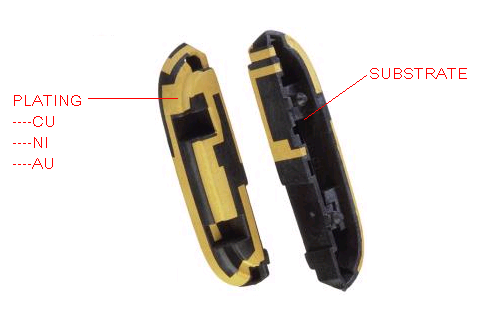 PLATING
----CU
----NI
----AU
SUBSTRATE